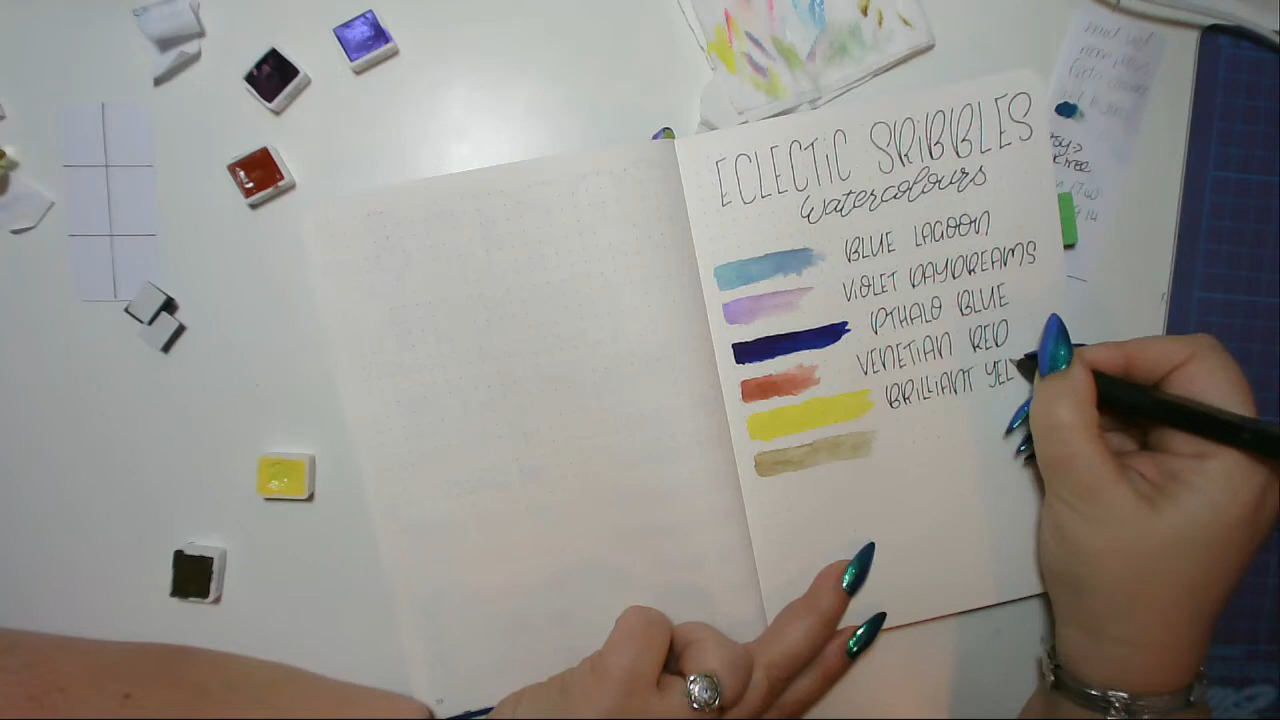 ECLECTIC SRIBBLES
watercolours
BLUE LAGOON
ViOLET DAYDREAMS
PTHALO BLUE
VENETiAN RED
BRiLLiANT YEL